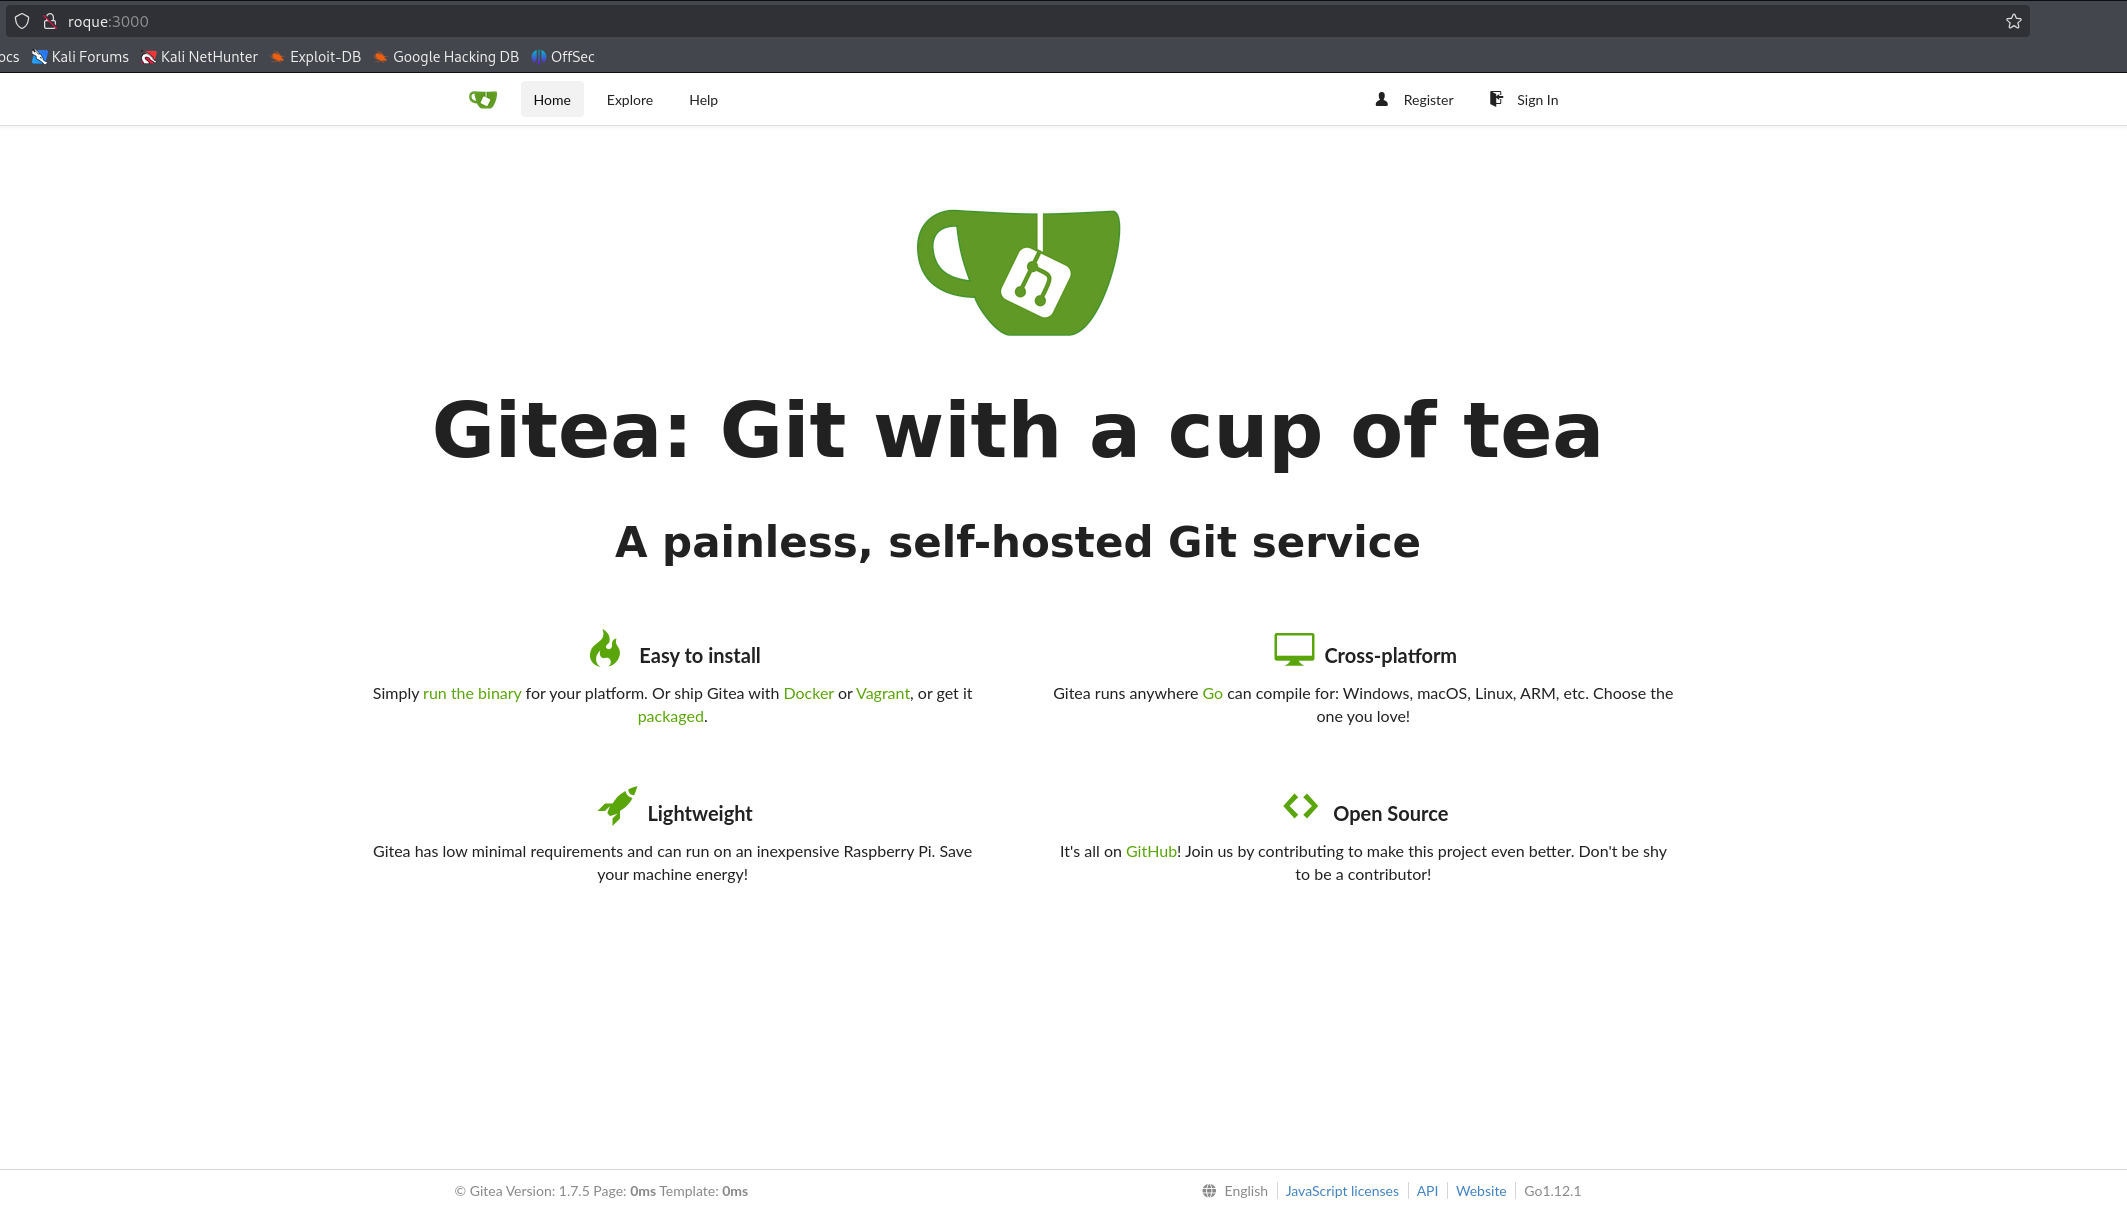 roque:3000
ocs Kali Forums Kali NetHunter Exploit-DB Google Hacking DB OffSec
Home Explore Help Register Sign In
Gitea: Git with a cup of tea
A painless, self-hosted Git service
Easy to install
Simply run the binary for your platform. Or ship Gitea with Docker or Vagrant, or get it
packaged.
Cross-platform
Gitea runs anywhere Go can compile for: Windows, macOS, Linux, ARM, etc. Choose the
one you love!
Lightweight
Gitea has low minimal requirements and can run on an inexpensive Raspberry Pi. Save
your machine energy!
Open Source
It's all on GitHub! Join us by contributing to make this project even better. Don't be shy
to be a contributor!
© Gitea Version: 1.7.5 Page: 0ms Template: 0ms English JavaScript licenses API Website Go1.12.1